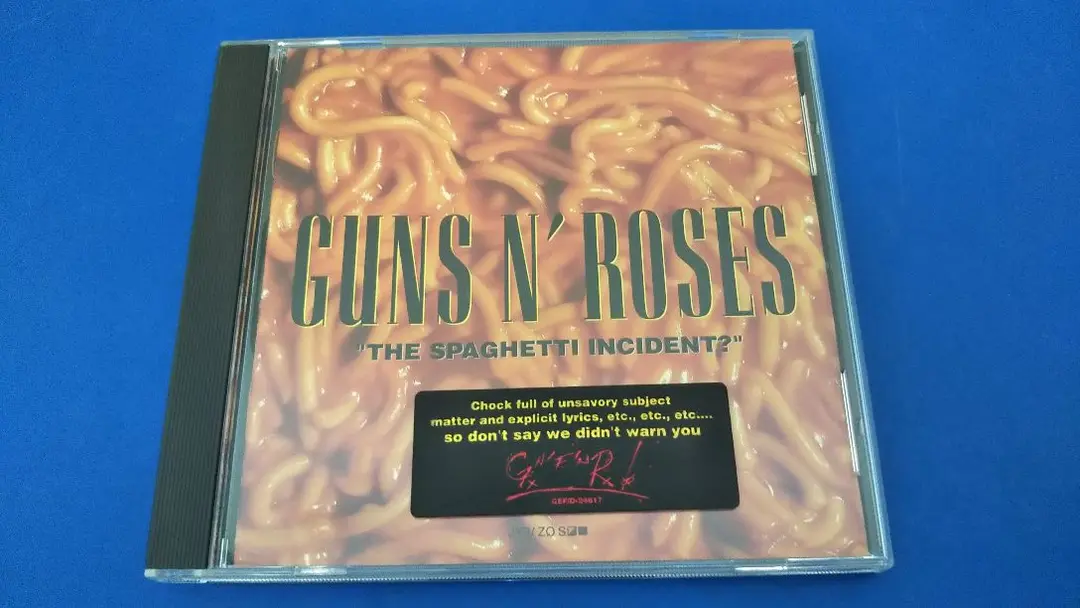 GUNS N' ROSES
"THE SPAGHETTI INCIDENT?"
Chock full of unsavory subject
matter and explicit lyrics, etc., etc., etc....
so don't say we didn't warn you
G N' F'N R!